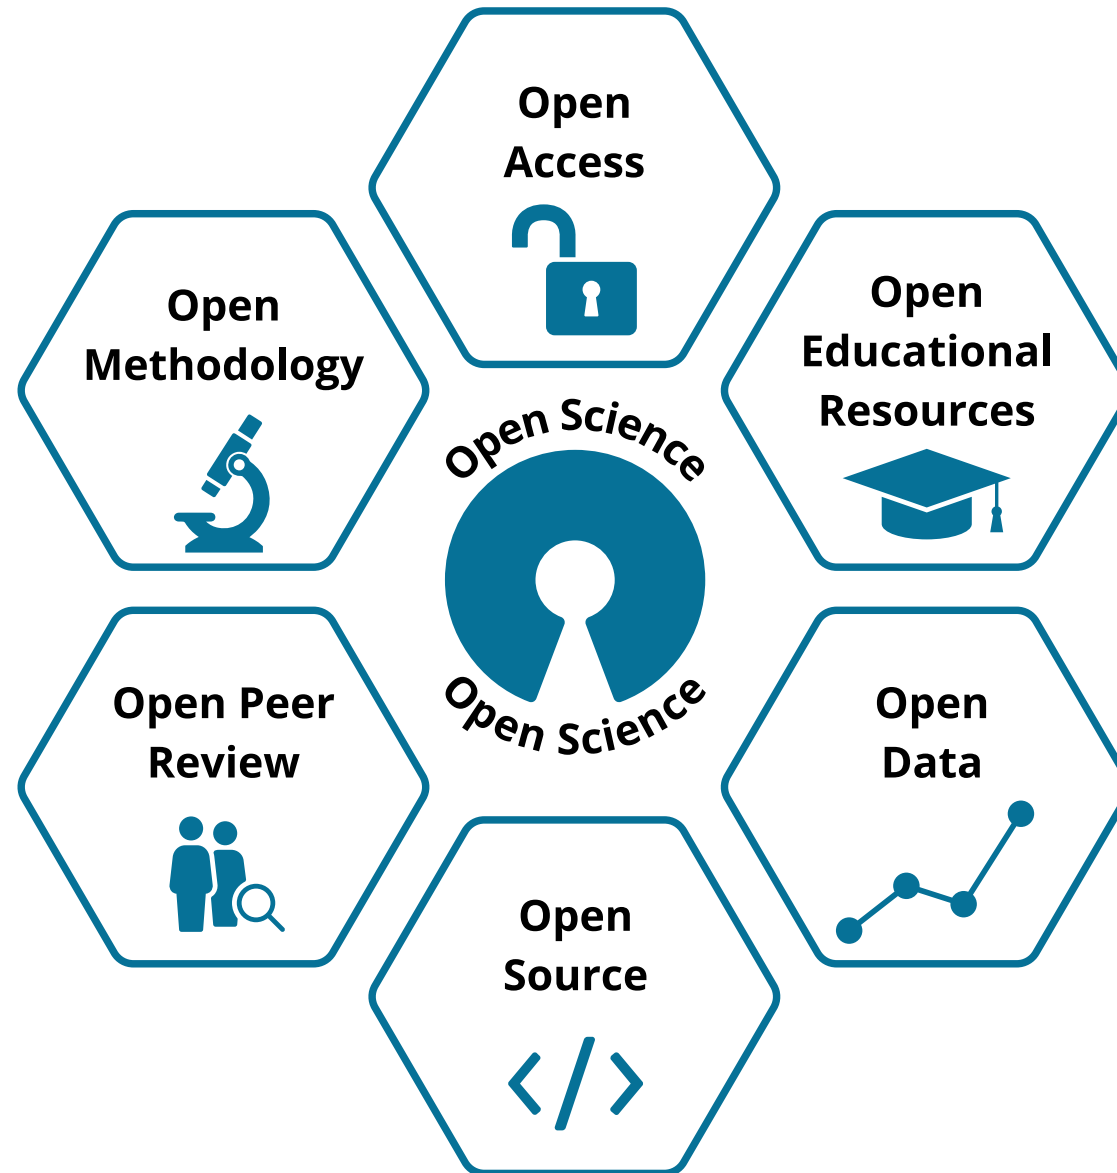 Open
Access
Open
Methodology
Open
Educational
Resources
Open Science
Open Science
Open Peer
Review
Open
Data
Open
Source
</>